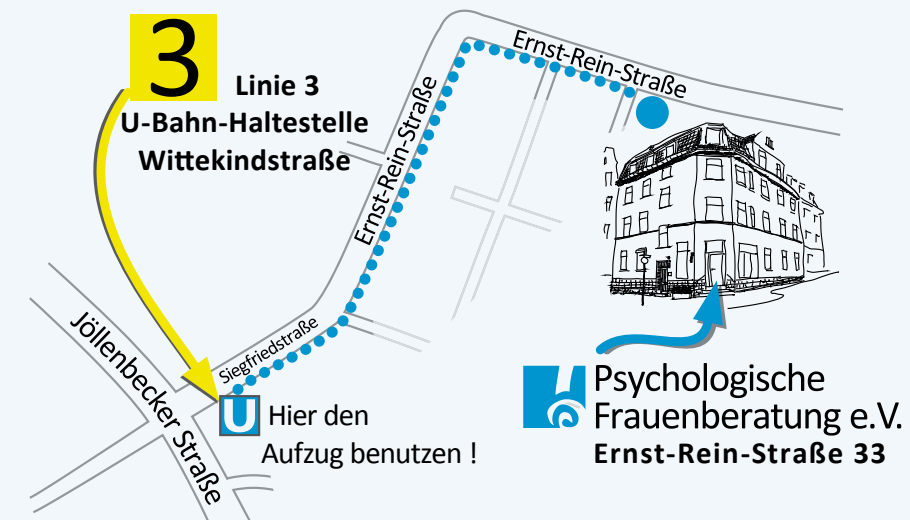 3
Linie 3
U-Bahn-Haltestelle
Wittekindstraße
Ernst-Rein-Straße
Ernst-Rein-Straße
Siegfriedstraße
Jöllenbecker Straße
U
Hier den
Aufzug benutzen !
Psychologische
Frauenberatung e.V.
Ernst-Rein-Straße 33